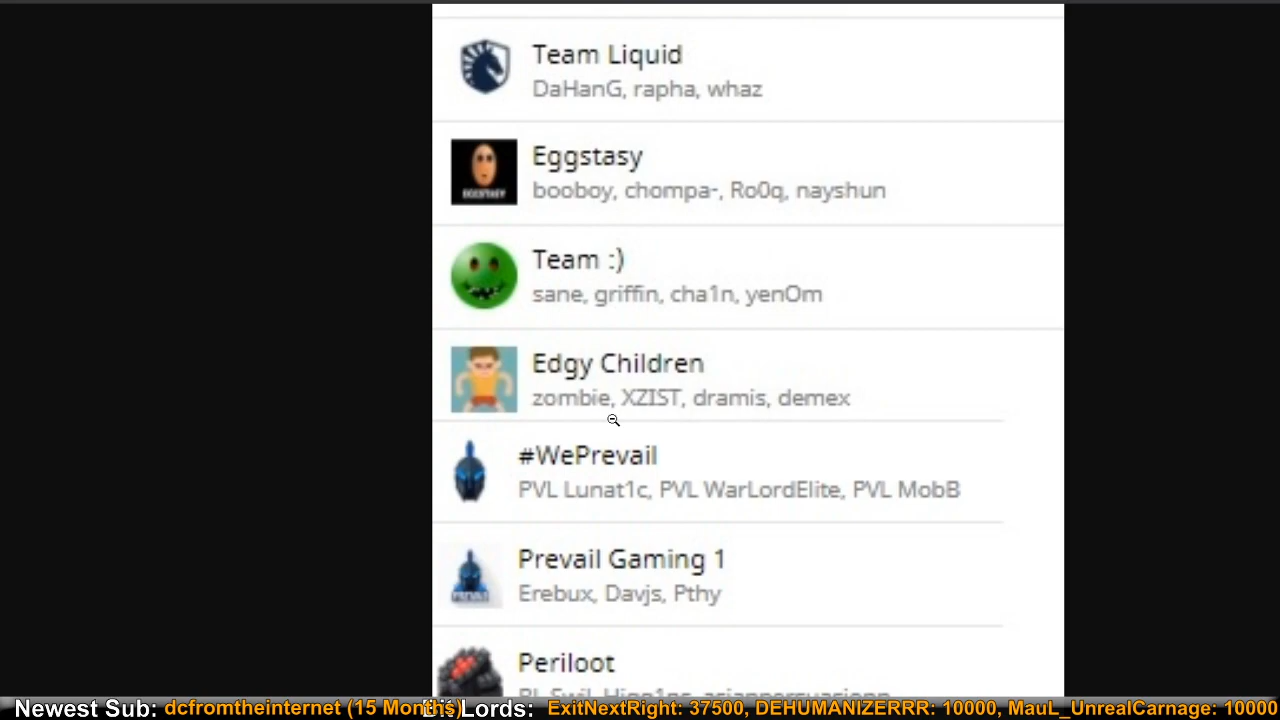 Team Liquid
DaHanG, rapha, whaz
Eggstasy
booboy, chompa-, Ro0q, nayshun
EGGSTASY
Team :)
sane, griffin, cha1n, yenOm
Edgy Children
zombie, XZIST, dramis, demex
#WePrevail
PVL Lunat1c, PVL WarLordElite, PVL MobB
Prevail Gaming 1
Erebux, Davjs, Pthy
Periloot
Newest Sub: dcfromtheinternet (15 Months) Lords: ExitNextRight: 37500, DEHUMANIZERRR: 10000, MauL_UnrealCarnage: 10000